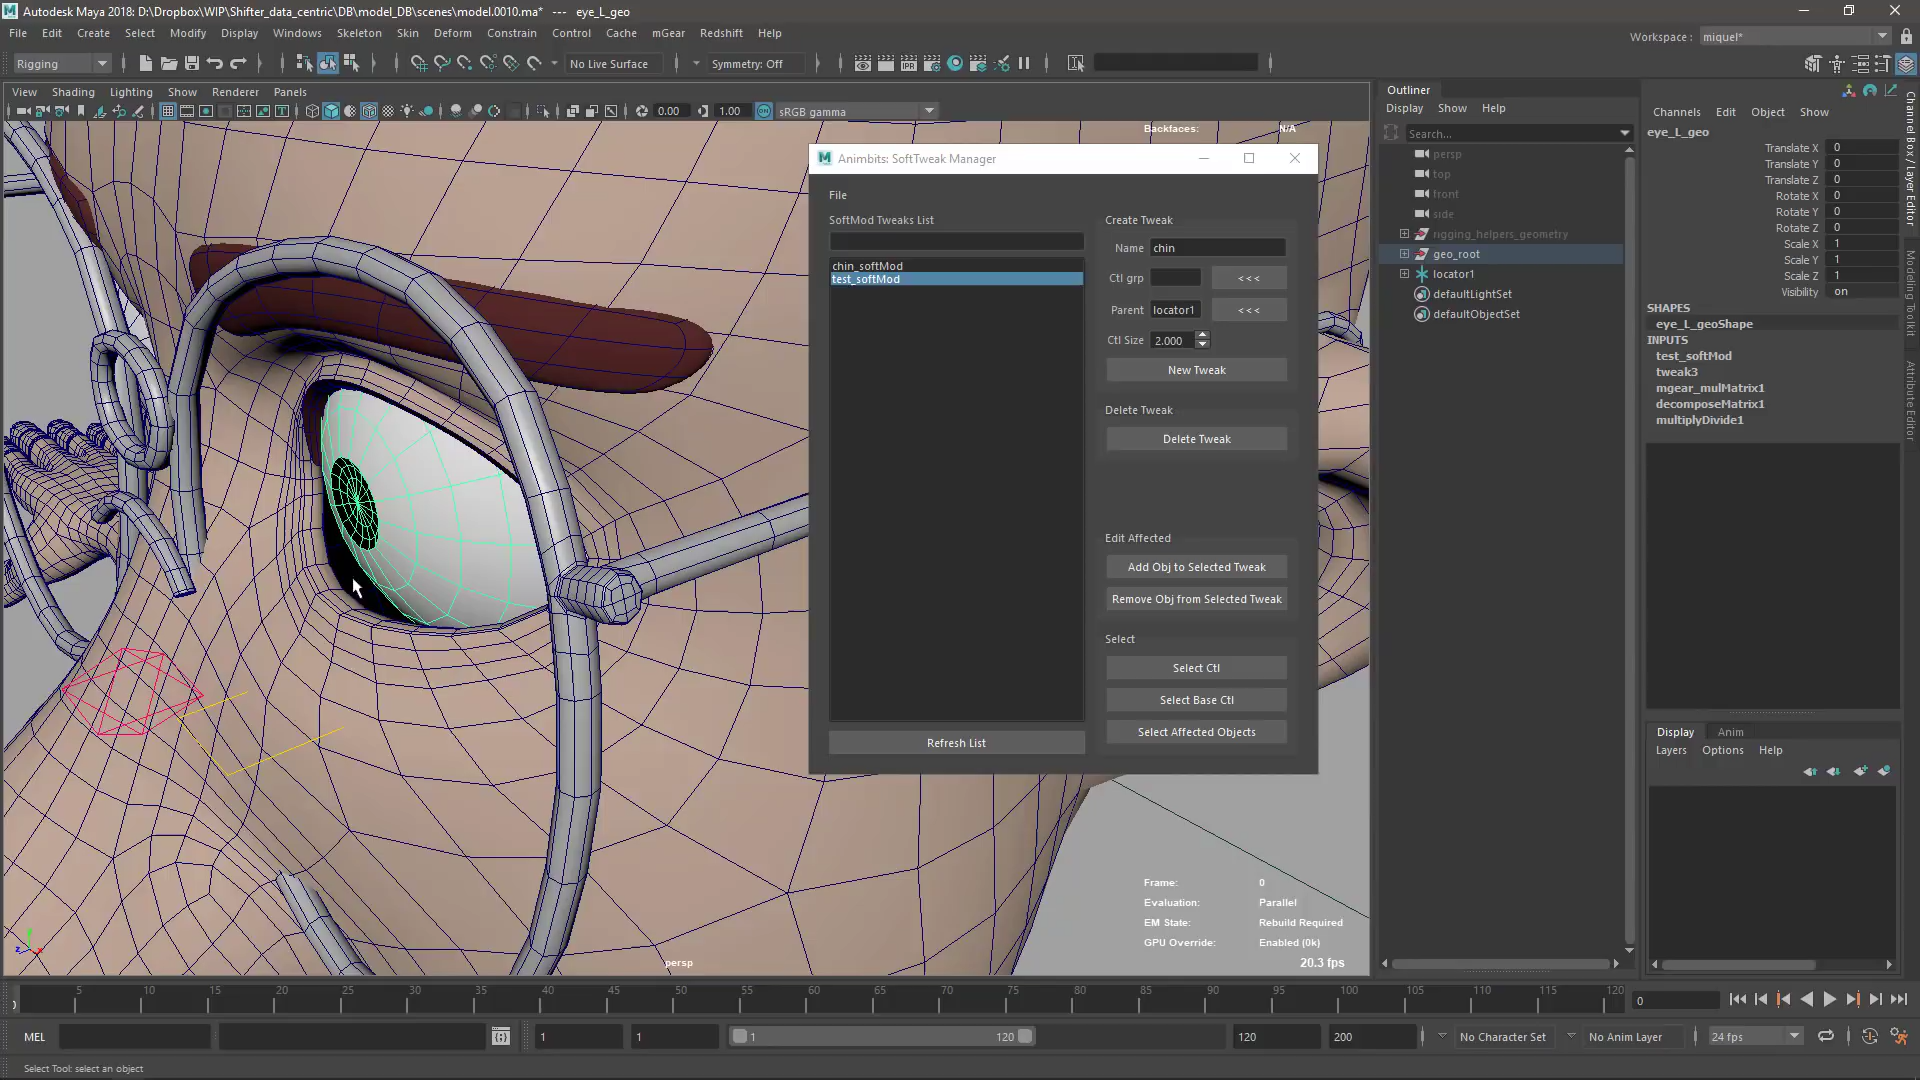 Autodesk Maya 2018: D:\Dropbox\WIP\Shifter_data_centric\DB\model_DB\scenes\model.0010.ma* --- eye_L_geo
File Edit Create Select Modify Display Windows Skeleton Skin Deform Constrain Control Cache mGear Redshift Help
Workspace : miquel*
Rigging
No Live Surface
Symmetry: Off
View Shading Lighting Show Renderer Panels
0.00
1.00
sRGB gamma
Backfaces: N/A
Animbits: SoftTweak Manager
File
SoftMod Tweaks List
chin_softMod
test_softMod
Refresh List
Create Tweak
Name chin
Ctl grp <<<
Parent locator1 <<<
Ctl Size 2.000
New Tweak
Delete Tweak
Delete Tweak
Edit Affected
Add Obj to Selected Tweak
Remove Obj from Selected Tweak
Select
Select Ctl
Select Base Ctl
Select Affected Objects
Frame: 0
Evaluation: Parallel
EM State: Rebuild Required
GPU Override: Enabled (0k)
20.3 fps
persp
Outliner
Display Show Help
Search...
persp
top
front
side
rigging_helpers_geometry
geo_root
locator1
defaultLightSet
defaultObjectSet
Channels Edit Object Show
eye_L_geo
Translate X 0
Translate Y 0
Translate Z 0
Rotate X 0
Rotate Y 0
Rotate Z 0
Scale X 1
Scale Y 1
Scale Z 1
Visibility on
SHAPES
eye_L_geoShape
INPUTS
test_softMod
tweak3
mgear_mulMatrix1
decomposeMatrix1
multiplyDivide1
Display Anim
Layers Options Help
Channel Box / Layer Editor
Modeling Toolkit
Attribute Editor
5 10 15 20 25 30 35 40 45 50 55 60 65 70 75 80 85 90 95 100 105 110 115 120
0
MEL
1
1
1
120
120
200
No Character Set
No Anim Layer
24 fps
Select Tool: select an object